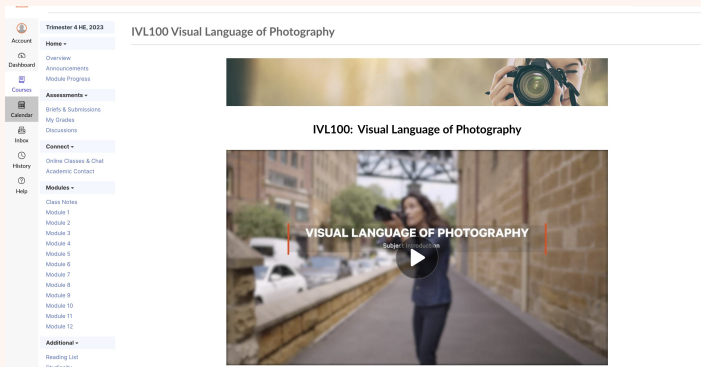 Account
Dashboard
Courses
Calendar
Inbox
History
Help
Trimester 4 HE, 2023
Home
Overview
Announcements
Module Progress
Assessments
Briefs & Submissions
My Grades
Discussions
Connect
Online Classes & Chat
Academic Contact
Modules
Class Notes
Module 1
Module 2
Module 3
Module 4
Module 5
Module 6
Module 7
Module 8
Module 9
Module 10
Module 11
Module 12
Additional
Reading List
IVL100 Visual Language of Photography
IVL100: Visual Language of Photography
VISUAL LANGUAGE OF PHOTOGRAPHY
Subject Introduction